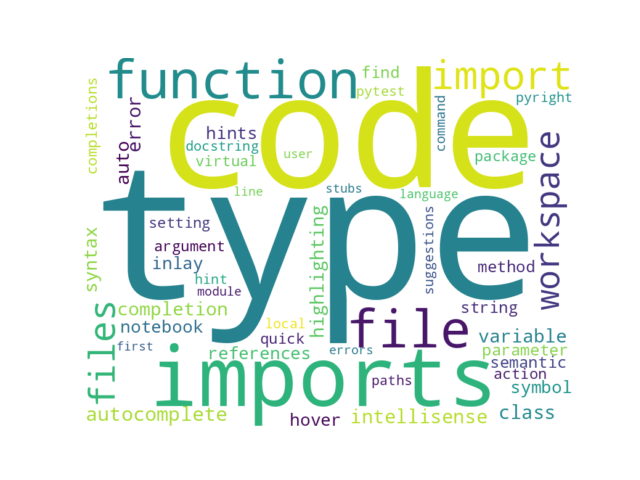 function
find
import
completions
pytest
pyright
code
error
command
auto
hints
docstring
virtual
user
package
workspace
type
line
stubs
language
setting
highlighting
suggestions
syntax
argument
inlay
method
hint
module
string
files
completion
notebook
local
file
quick
variable
first
references
errors
parameter
imports
semantic
paths
action
symbol
autocomplete
hover
intellisense
class